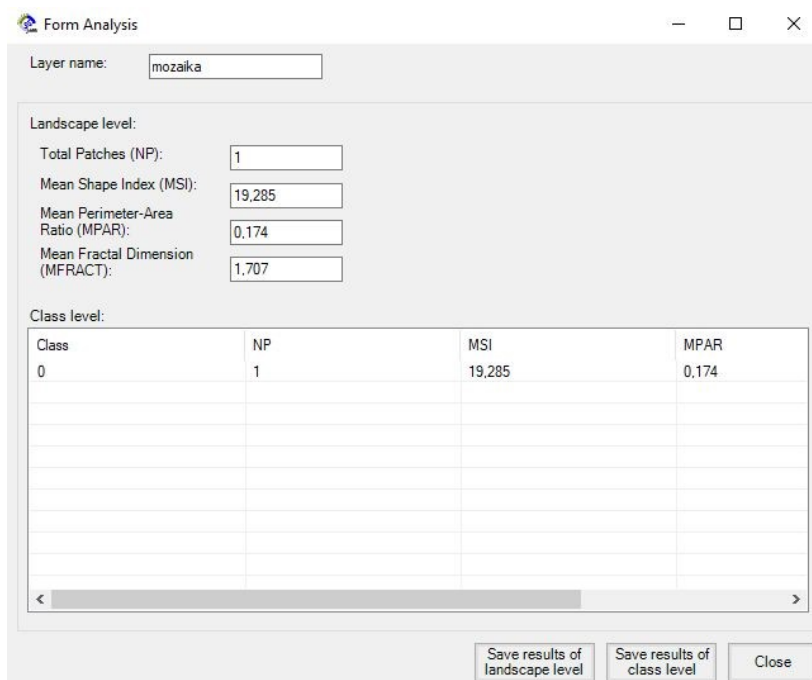 Form Analysis
Layer name: mozaika
Landscape level:
Total Patches (NP): 1
Mean Shape Index (MSI): 19,285
Mean Perimeter-Area
Ratio (MPAR): 0,174
Mean Fractal Dimension
(MFRACT): 1,707
Class level:
Class NP MSI MPAR
0 1 19,285 0,174
Save results of landscape level
Save results of class level
Close